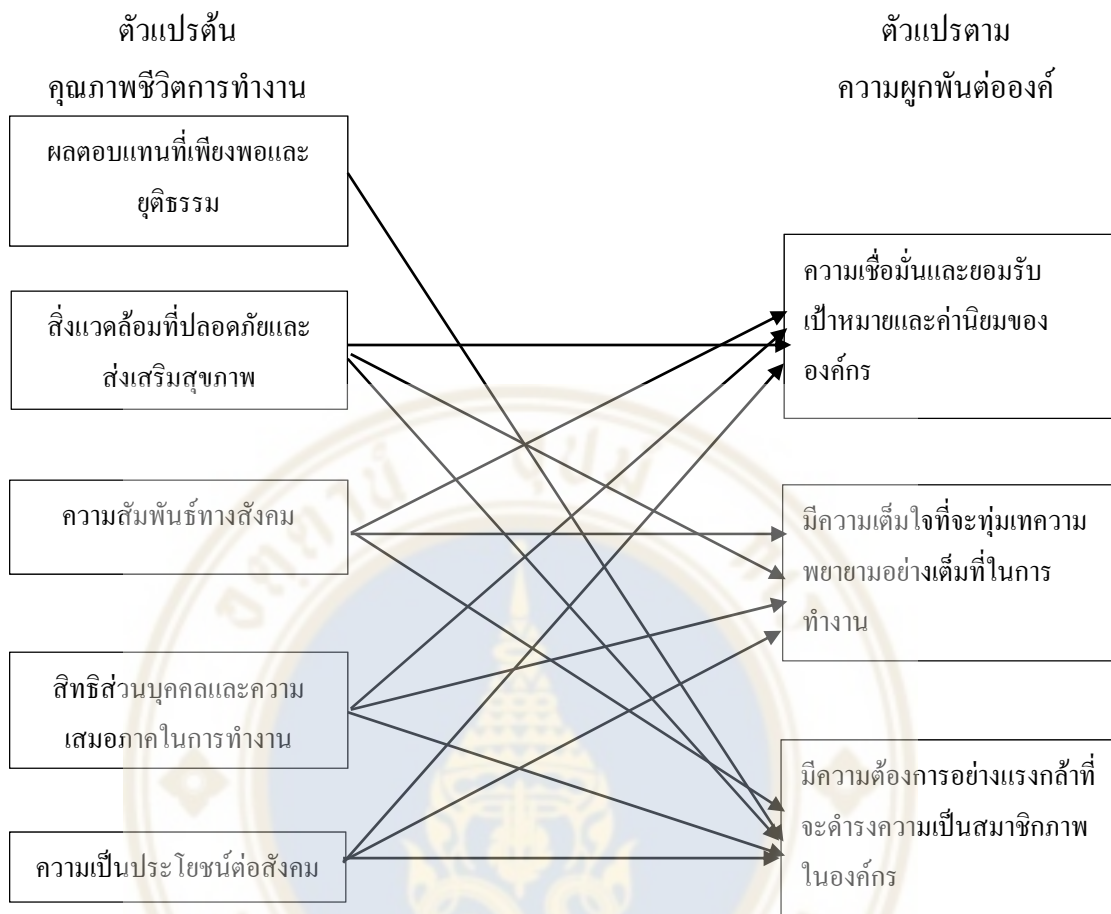 ตัวแปรต้น
คุณภาพชีวิตการทำงาน
ผลตอบแทนที่เพียงพอและ
ยุติธรรม
สิ่งแวดล้อมที่ปลอดภัยและ
ส่งเสริมสุขภาพ
ความสัมพันธ์ทางสังคม
สิทธิส่วนบุคคลและความ
เสมอภาคในการทำงาน
ความเป็นประโยชน์ต่อสังคม
ตัวแปรตาม
ความผูกพันต่อองค์
ความเชื่อมั่นและยอมรับ
เป้าหมายและค่านิยมของ
องค์กร
มีความเต็มใจที่จะทุ่มเทความ
พยายามอย่างเต็มที่ในการ
ทำงาน
มีความต้องการอย่างแรงกล้าที่
จะดำรงความเป็นสมาชิกภาพ
ในองค์กร